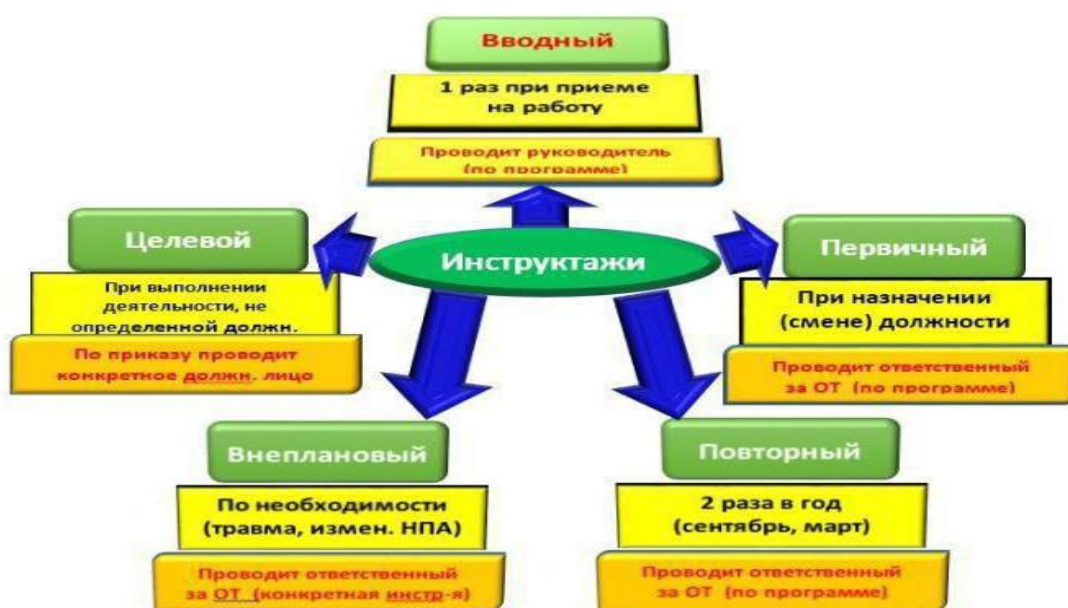 Вводный
1 раз при приеме
на работу
Проводит руководитель
(по программе)
Целевой
При выполнении
деятельности, не
определенной должн.
По приказу проводит
конкретное должн. лицо
Инструктажи
Первичный
При назначении
(смене) должности
Проводит ответственный
за ОТ (по программе)
Внеплановый
По необходимости
(травма, измен. НПА)
Проводит ответственный
за ОТ (конкретная инстр-я)
Повторный
2 раза в год
(сентябрь, март)
Проводит ответственный
за ОТ (по программе)